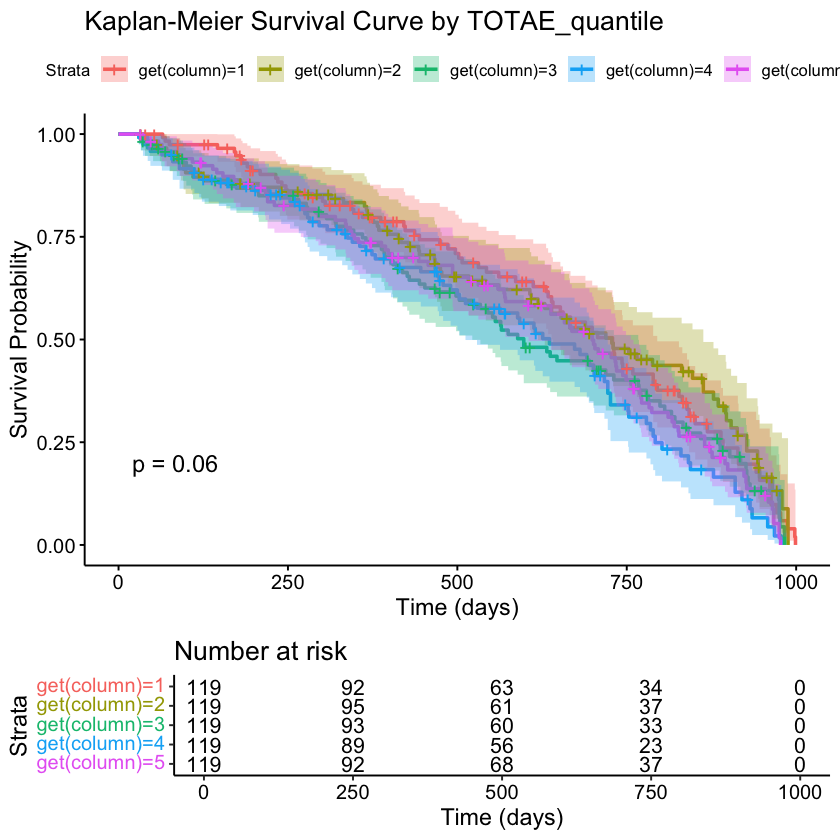 Kaplan-Meier Survival Curve by TOTAE_quantile
Strata get(column)=1 get(column)=2 get(column)=3 get(column)=4 get(colum
1.00
0.75
0.50
0.25
0.00
Survival Probability
p = 0.06
0 250 500 750 1000
Time (days)
Number at risk
Strata
get(column)=1 119 92 63 34 0
get(column)=2 119 95 61 37 0
get(column)=3 119 93 60 33 0
get(column)=4 119 89 56 23 0
get(column)=5 119 92 68 37 0
0 250 500 750 1000
Time (days)